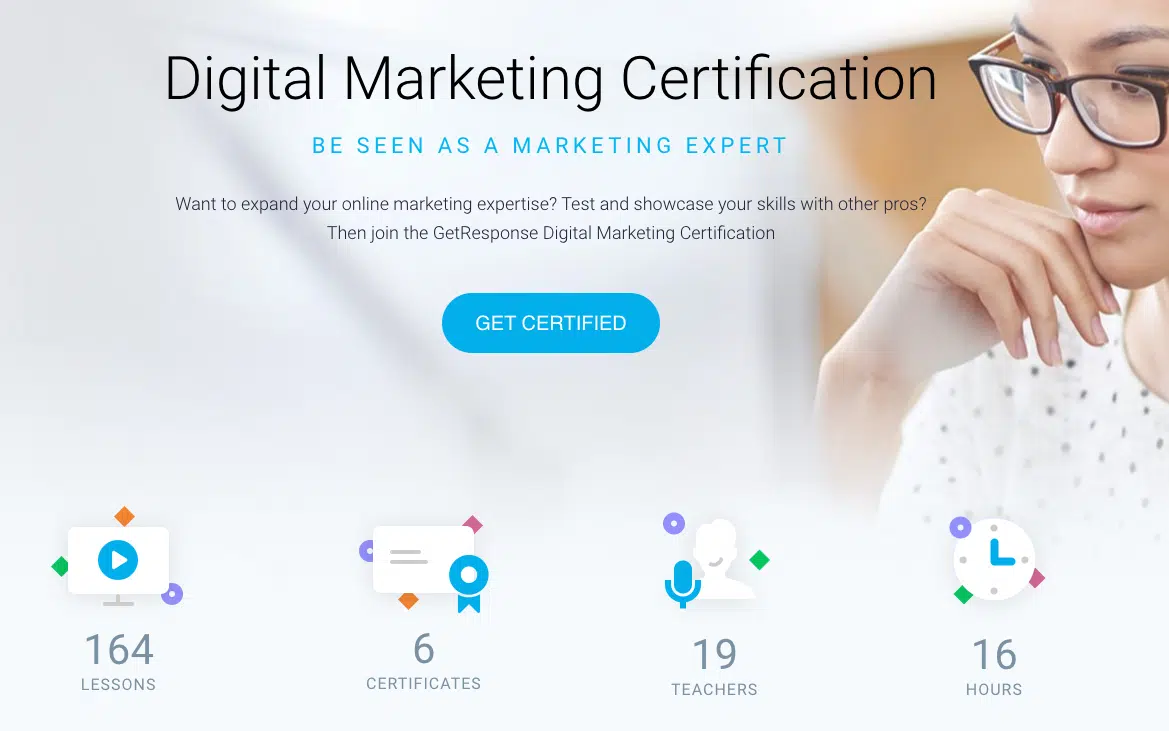 Digital Marketing Certification
BE SEEN AS A MARKETING EXPERT
Want to expand your online marketing expertise? Test and showcase your skills with other pros?
Then join the GetResponse Digital Marketing Certification
GET CERTIFIED
164
LESSONS
6
CERTIFICATES
19
TEACHERS
16
HOURS